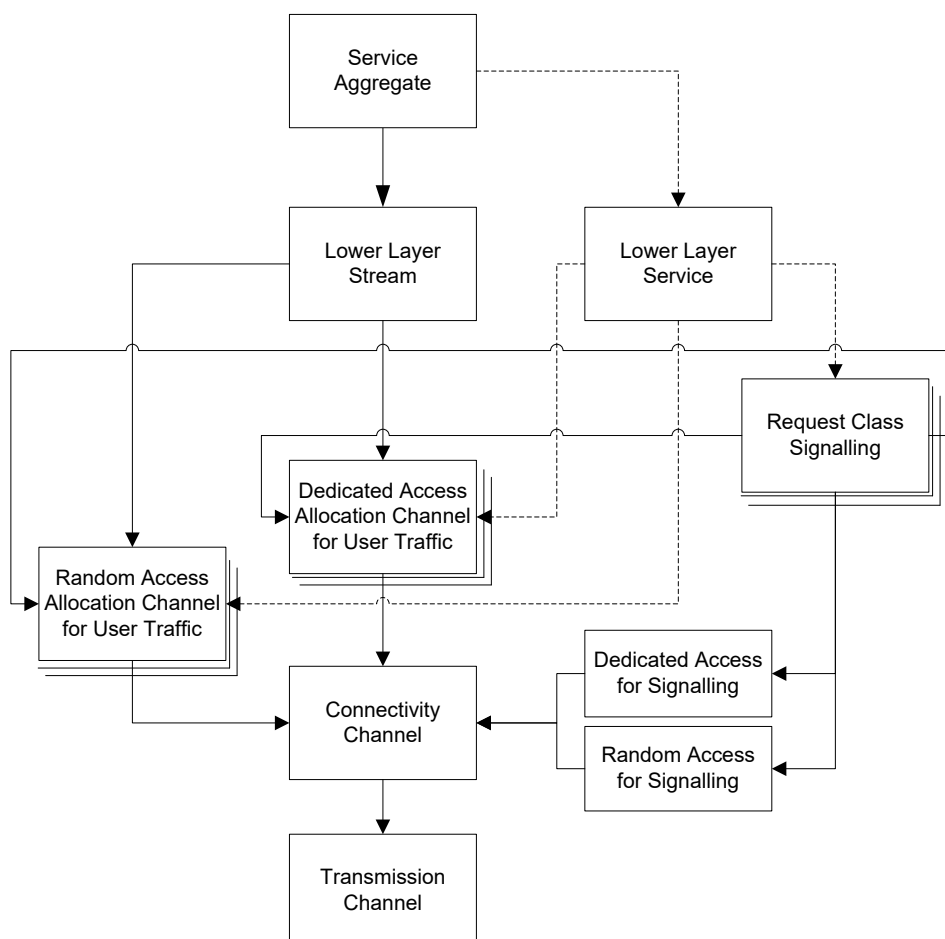 Service
Aggregate
Lower Layer
Stream
Lower Layer
Service
Request Class
Signalling
Dedicated Access
Allocation Channel
for User Traffic
Random Access
Allocation Channel
for User Traffic
Dedicated Access
for Signalling
Connectivity
Channel
Random Access
for Signalling
Transmission
Channel